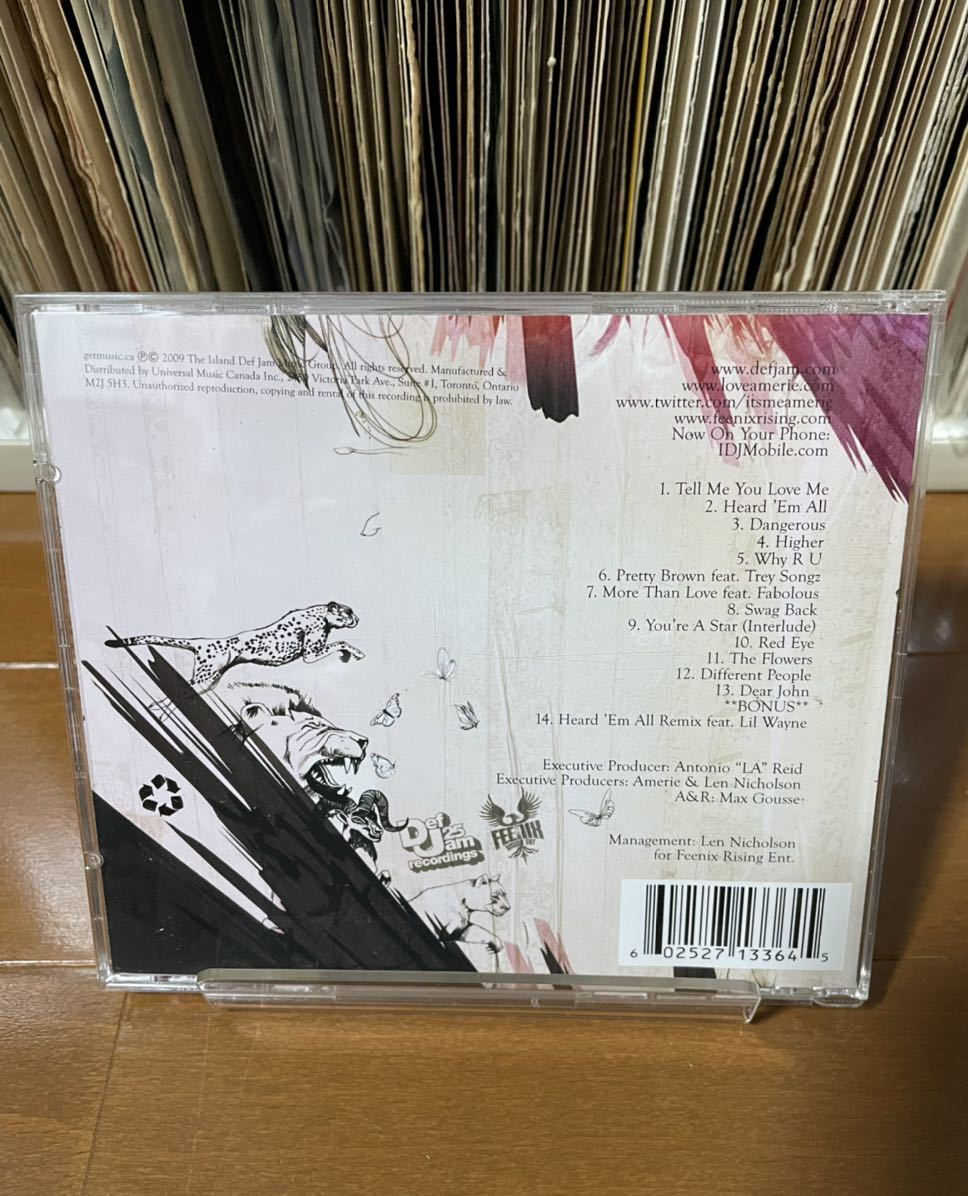 getmusic.ca ℗© 2009 The Island Def Jam Music Group. All rights reserved. Manufactured &
Distributed by Universal Music Canada Inc., Victoria Park Ave., Suite #1, Toronto, Ontario
M2J 5H3. Unauthorized reproduction, copying and rental of this recording is prohibited by law.
www.defjam.com
www.loveamerie.com
www.twitter.com/itsmeamerie
www.feenixrising.com
Now On Your Phone:
IDJMobile.com
1. Tell Me You Love Me
2. Heard 'Em All
3. Dangerous
4. Higher
5. Why R U
6. Pretty Brown feat. Trey Songz
7. More Than Love feat. Fabolous
8. Swag Back
9. You're A Star (Interlude)
10. Red Eye
11. The Flowers
12. Different People
13. Dear John
**BONUS**
14. Heard 'Em All Remix feat. Lil Wayne
Executive Producer: Antonio "LA" Reid
Executive Producers: Amerie & Len Nicholson
A&R: Max Gousse
Def Jam 25
recordings
FEENIX
Management: Len Nicholson
for Feenix Rising Ent.
6 02527 13364 5